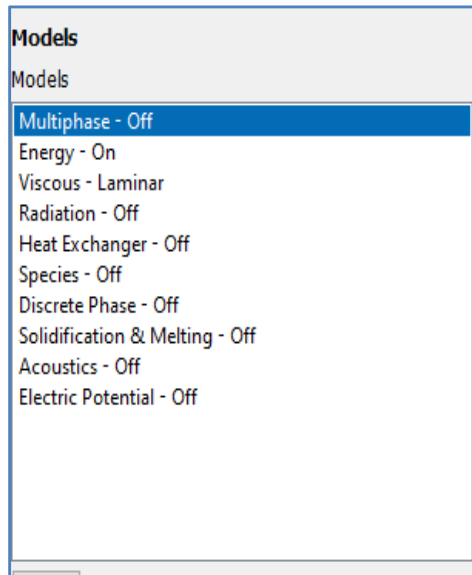 Models
Models
Multiphase - Off
Energy - On
Viscous - Laminar
Radiation - Off
Heat Exchanger - Off
Species - Off
Discrete Phase - Off
Solidification & Melting - Off
Acoustics - Off
Electric Potential - Off